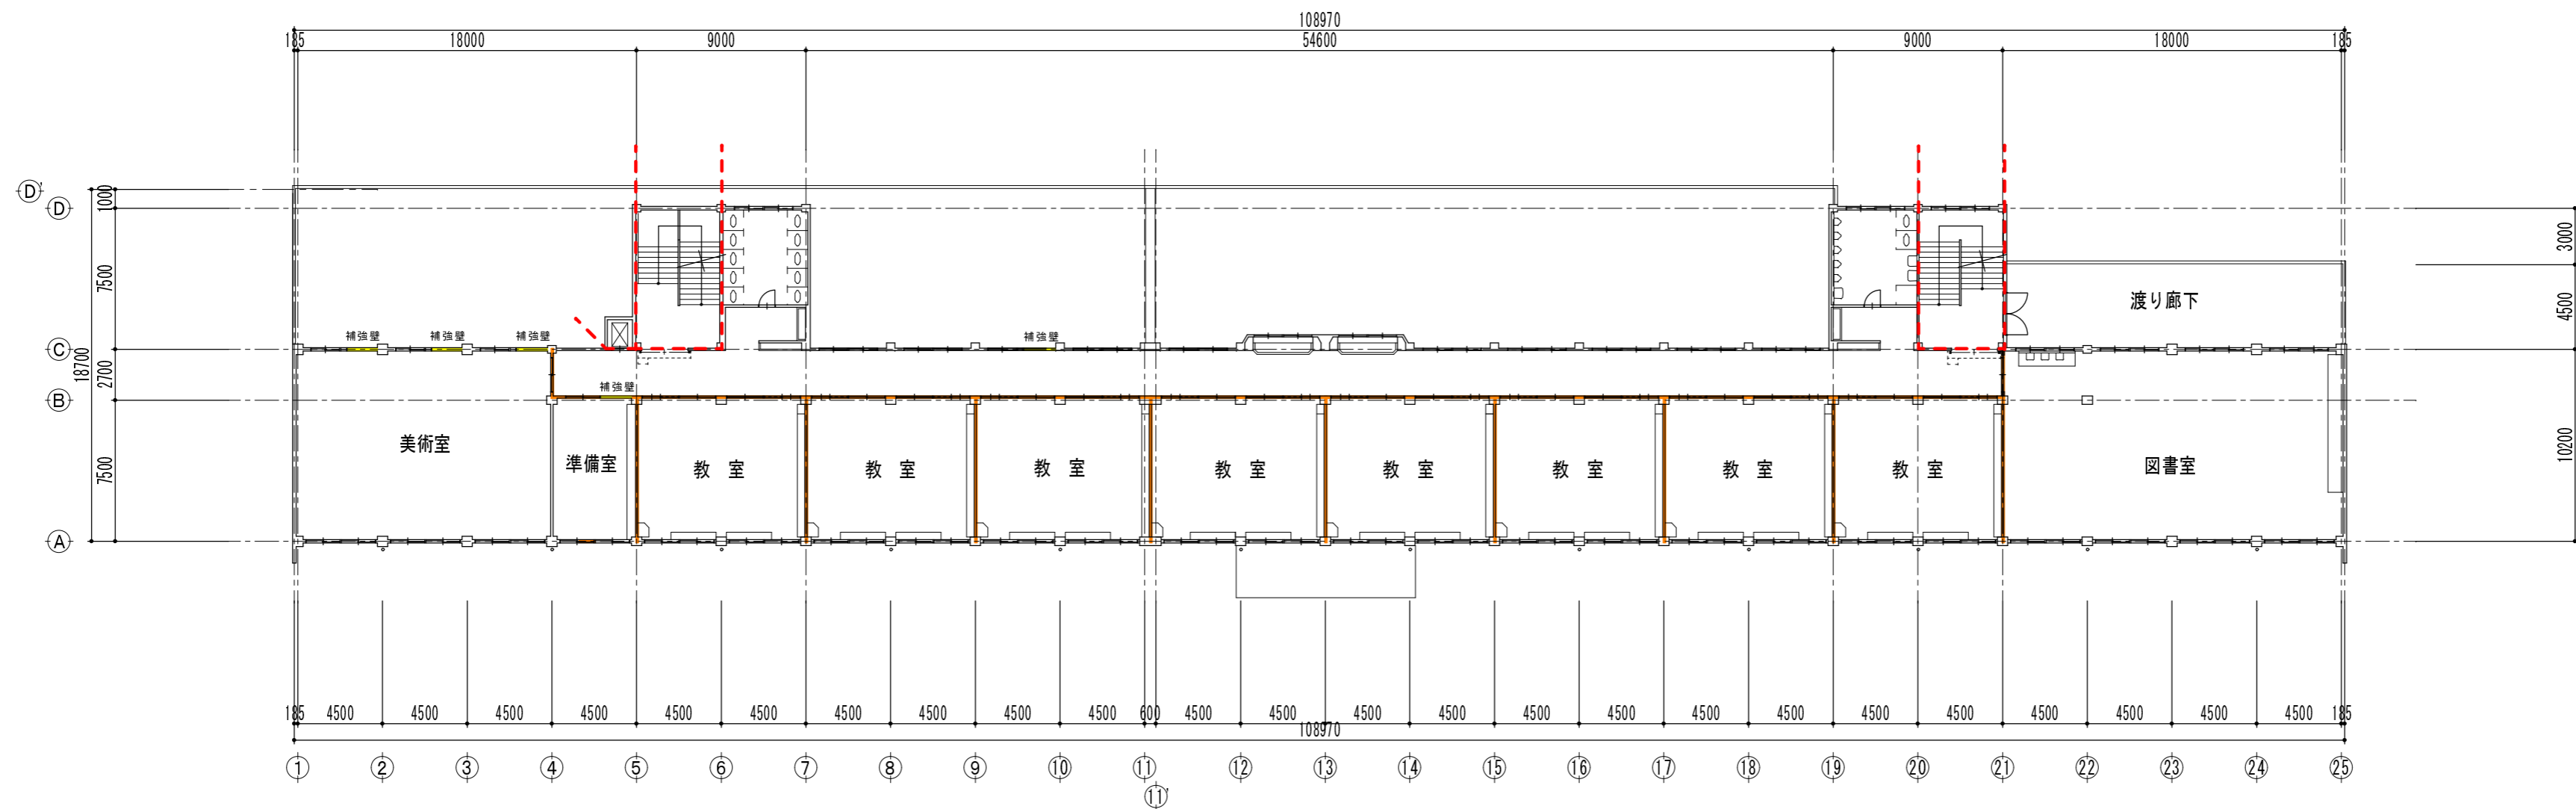 108970
185 18000 9000 54600 9000 18000 185
D'
D
1000
3000
7500
渡り廊下
4500
補強壁 補強壁 補強壁 補強壁
C
18700
2700
補強壁
B
美術室 準備室 教 室 教 室 教 室 教 室 教 室 教 室 教 室 教 室 図書室
7500
10200
A
185 4500 4500 4500 4500 4500 4500 4500 4500 4500 4500 600 4500 4500 4500 4500 4500 4500 4500 4500 4500 4500 4500 4500 4500 4500 185
108970
1 2 3 4 5 6 7 8 9 10 11 12 13 14 15 16 17 18 19 20 21 22 23 24 25
11'